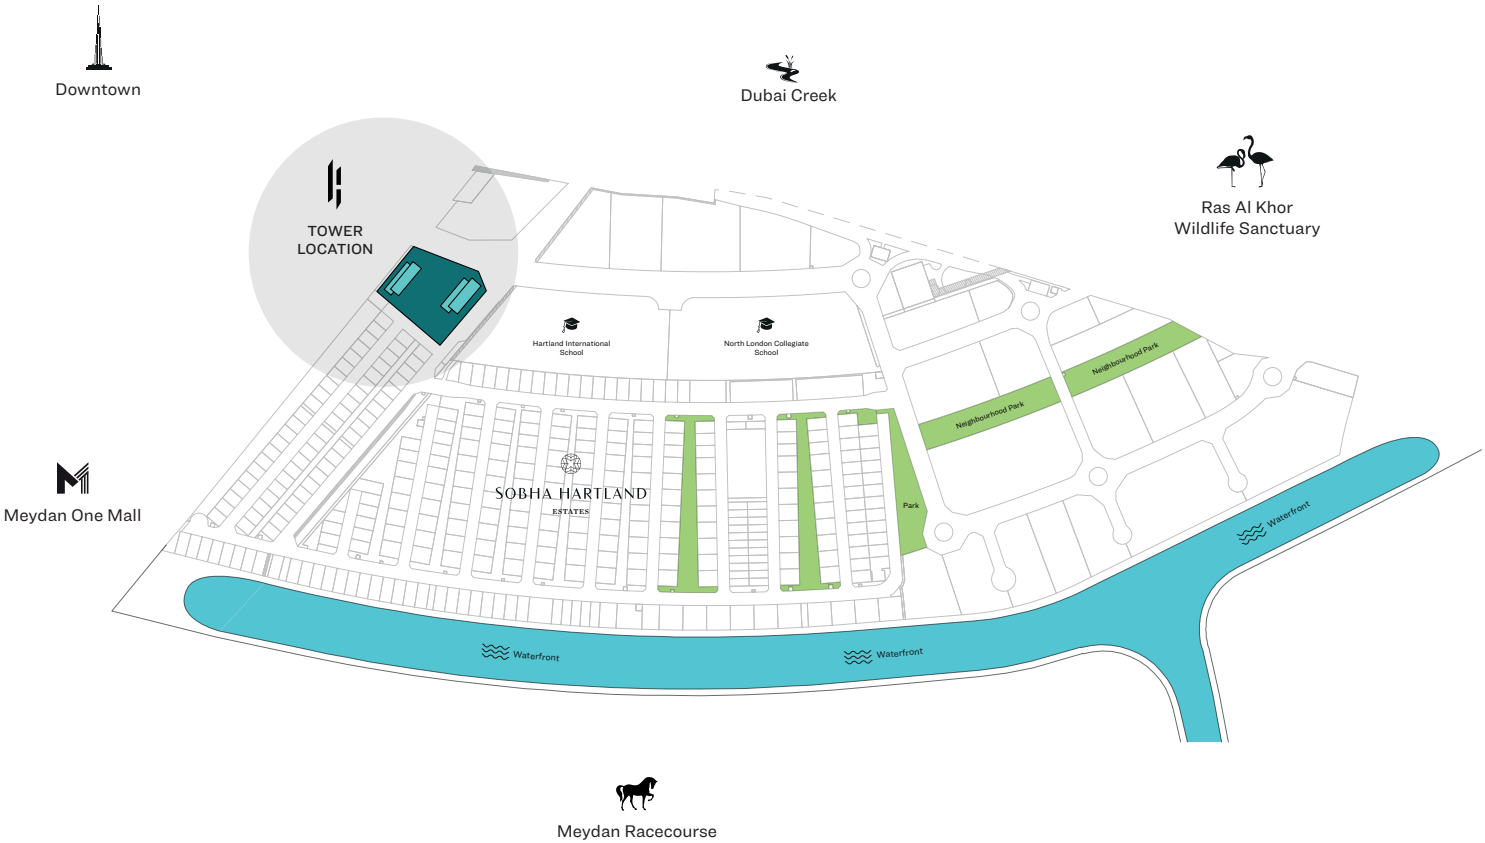 Downtown
Dubai Creek
Ras Al Khor
Wildlife Sanctuary
TOWER
LOCATION
Hartland International
School
North London Collegiate
School
Neighbourhood Park
Neighbourhood Park
SOBHA HARTLAND
ESTATES
Park
Meydan One Mall
Waterfront
Waterfront
Waterfront
Meydan Racecourse